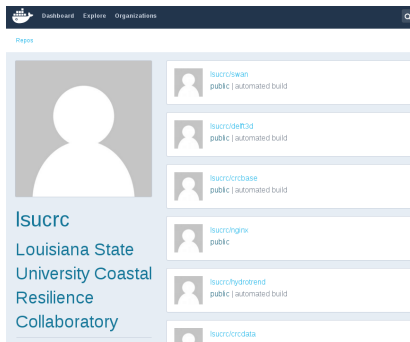 Dashboard Explore Organizations
Repos
lsucrc
Louisiana State
University Coastal
Resilience
Collaboratory
lsucrc/swan
public | automated build
lsucrc/delft3d
public | automated build
lsucrc/crcbase
public | automated build
lsucrc/nginx
public
lsucrc/hydrotrend
public | automated build
lsucrc/crcdata